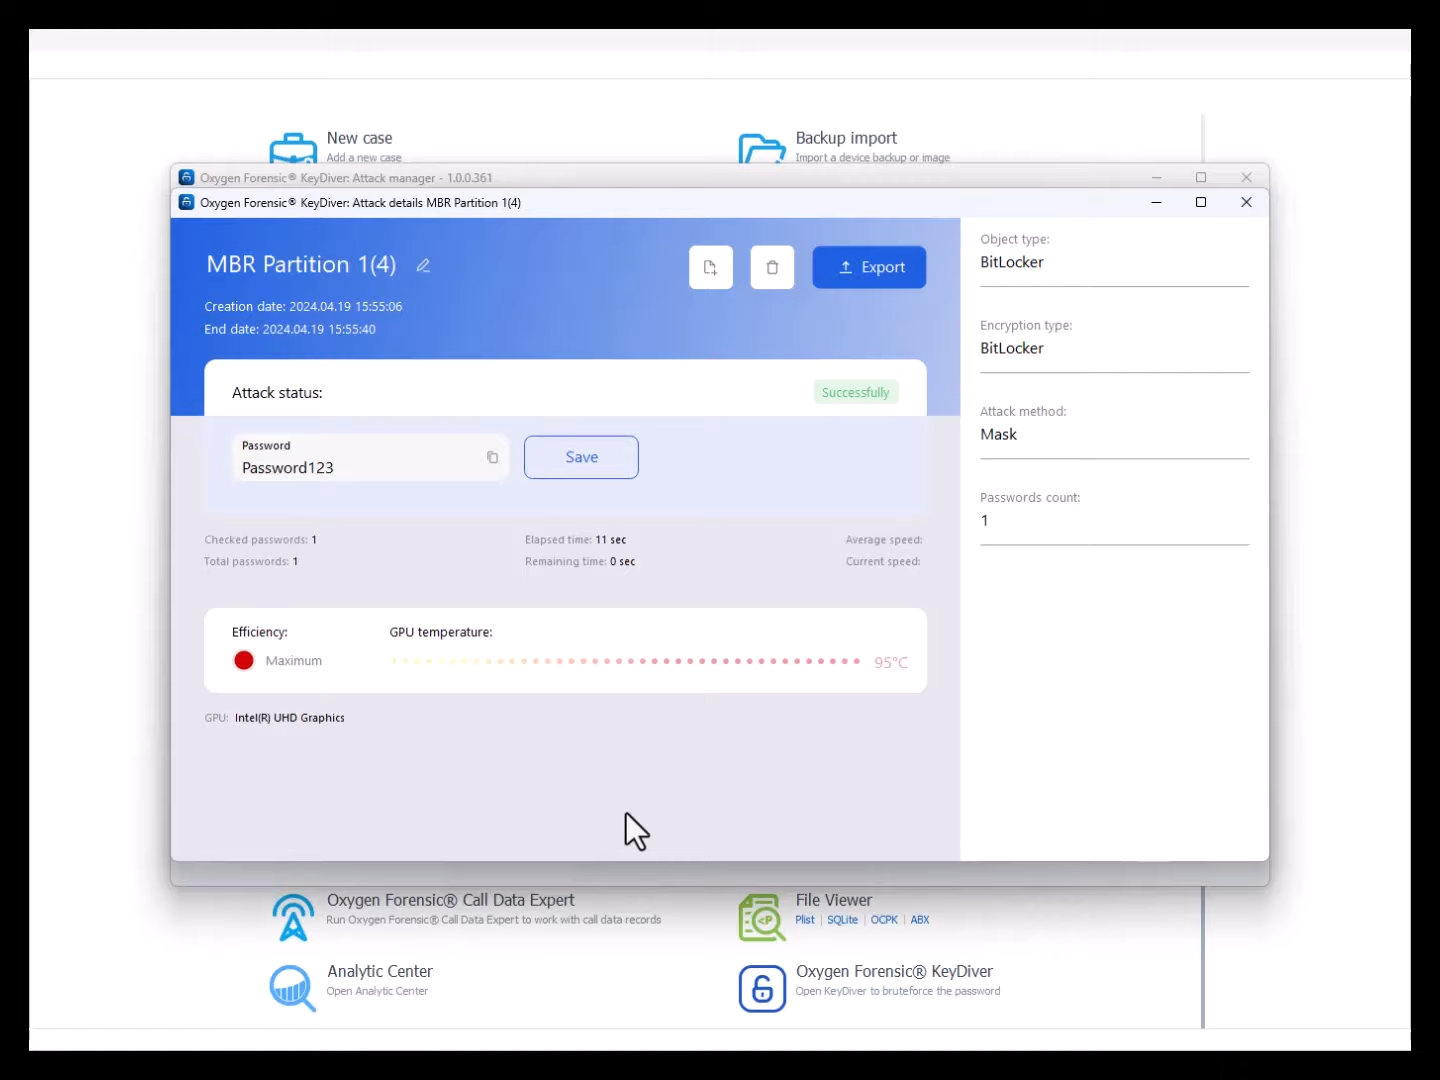 New case
Add a new case
Backup import
Import a device backup or image
Oxygen Forensic® KeyDiver: Attack manager - 1.0.0.361
Oxygen Forensic® KeyDiver: Attack details MBR Partition 1(4)
MBR Partition 1(4)
Export
Creation date: 2024.04.19 15:55:06
End date: 2024.04.19 15:55:40
Attack status:
Successfully
Password
Password123
Save
Checked passwords: 1
Elapsed time: 11 sec
Average speed:
Total passwords: 1
Remaining time: 0 sec
Current speed:
Efficiency:
GPU temperature:
Maximum
95°C
GPU: Intel(R) UHD Graphics
Object type:
BitLocker
Encryption type:
BitLocker
Attack method:
Mask
Passwords count:
1
Oxygen Forensic® Call Data Expert
Run Oxygen Forensic® Call Data Expert to work with call data records
File Viewer
Plist | SQLite | OCPK | ABX
Analytic Center
Open Analytic Center
Oxygen Forensic® KeyDiver
Open KeyDiver to bruteforce the password